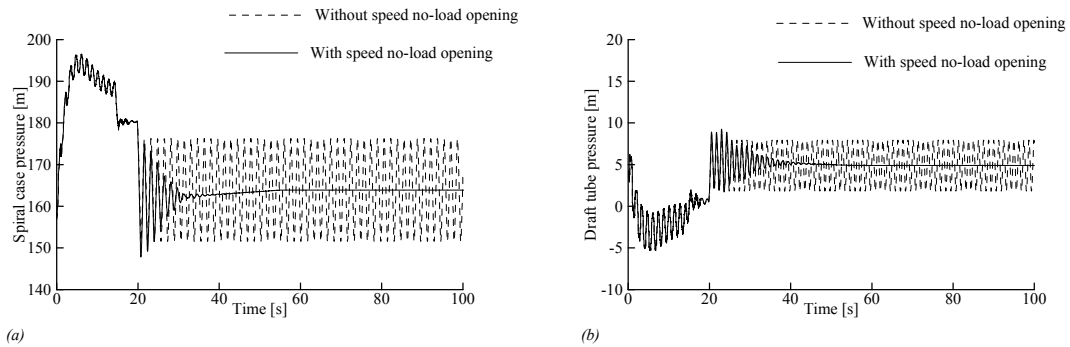 Without speed no-load opening
With speed no-load opening
Spiral case pressure [m]
200
190
180
170
160
150
140
0
20
40
60
80
100
Time [s]
(a)
Without speed no-load opening
With speed no-load opening
Draft tube pressure [m]
20
15
10
5
0
-5
-10
0
20
40
60
80
100
Time [s]
(b)